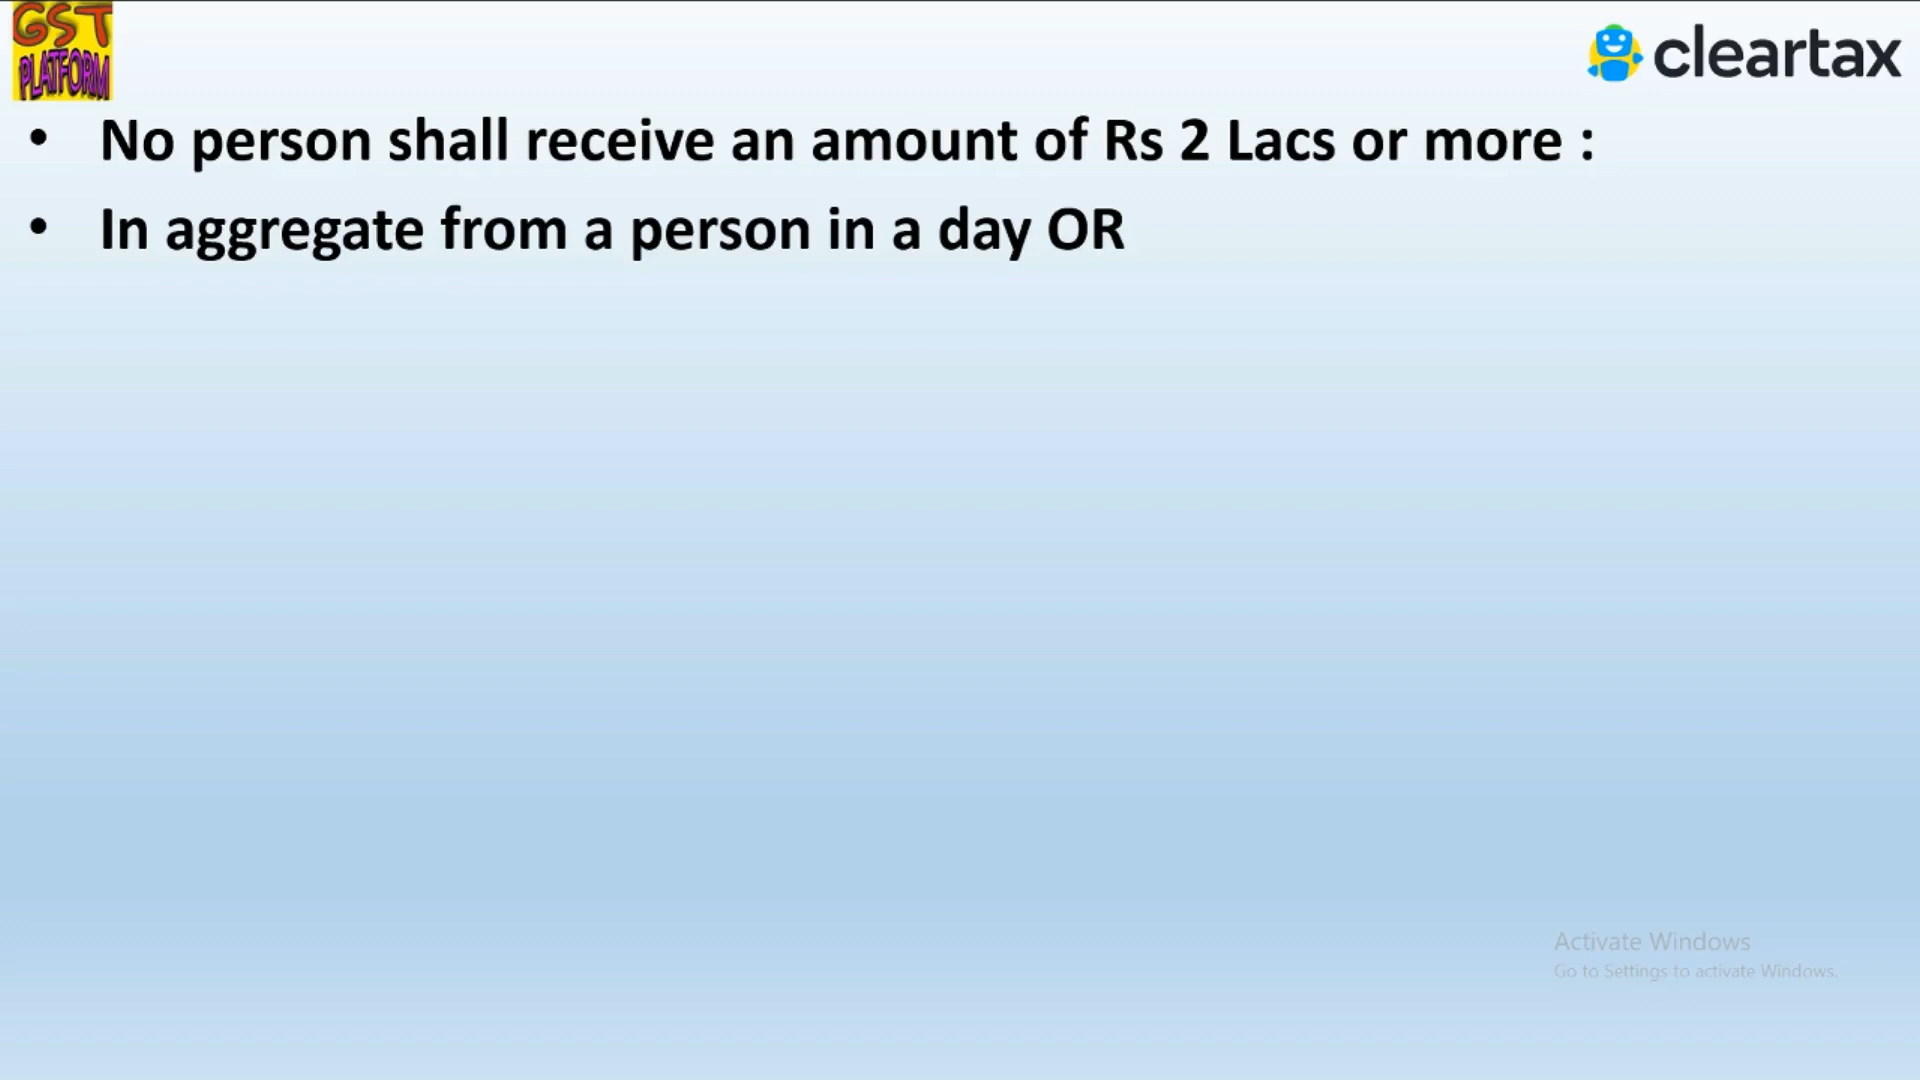 GST
PLATFORM
cleartax
• No person shall receive an amount of Rs 2 Lacs or more :
• In aggregate from a person in a day OR
Activate Windows
Go to Settings to activate Windows.